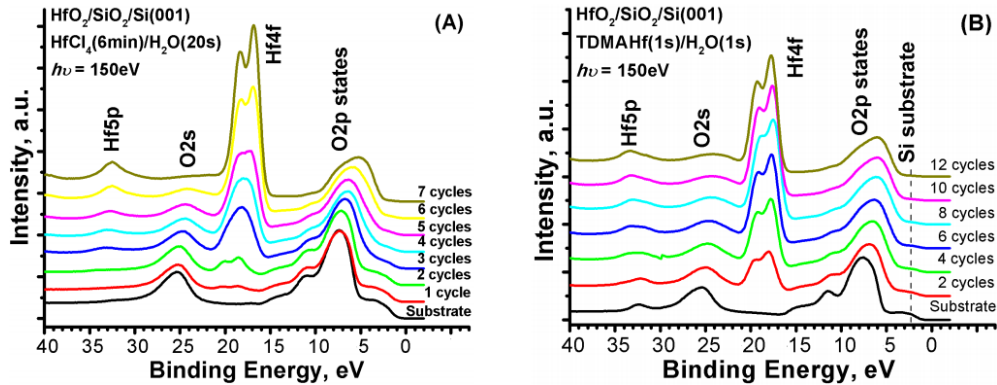 HfO₂/SiO₂/Si(001)
HfCl₄(6min)/H₂O(20s)
hυ = 150eV
(A)
Hf5p
O2s
Hf4f
O2p states
7 cycles
6 cycles
5 cycles
4 cycles
3 cycles
2 cycles
1 cycle
Substrate
Intensity, a.u.
40 35 30 25 20 15 10 5 0
Binding Energy, eV
HfO₂/SiO₂/Si(001)
TDMAHf(1s)/H₂O(1s)
hυ = 150eV
(B)
Hf5p
O2s
Hf4f
O2p states
Si substrate
12 cycles
10 cycles
8 cycles
6 cycles
4 cycles
2 cycles
Substrate
Intensity, a.u.
40 35 30 25 20 15 10 5 0
Binding Energy, eV